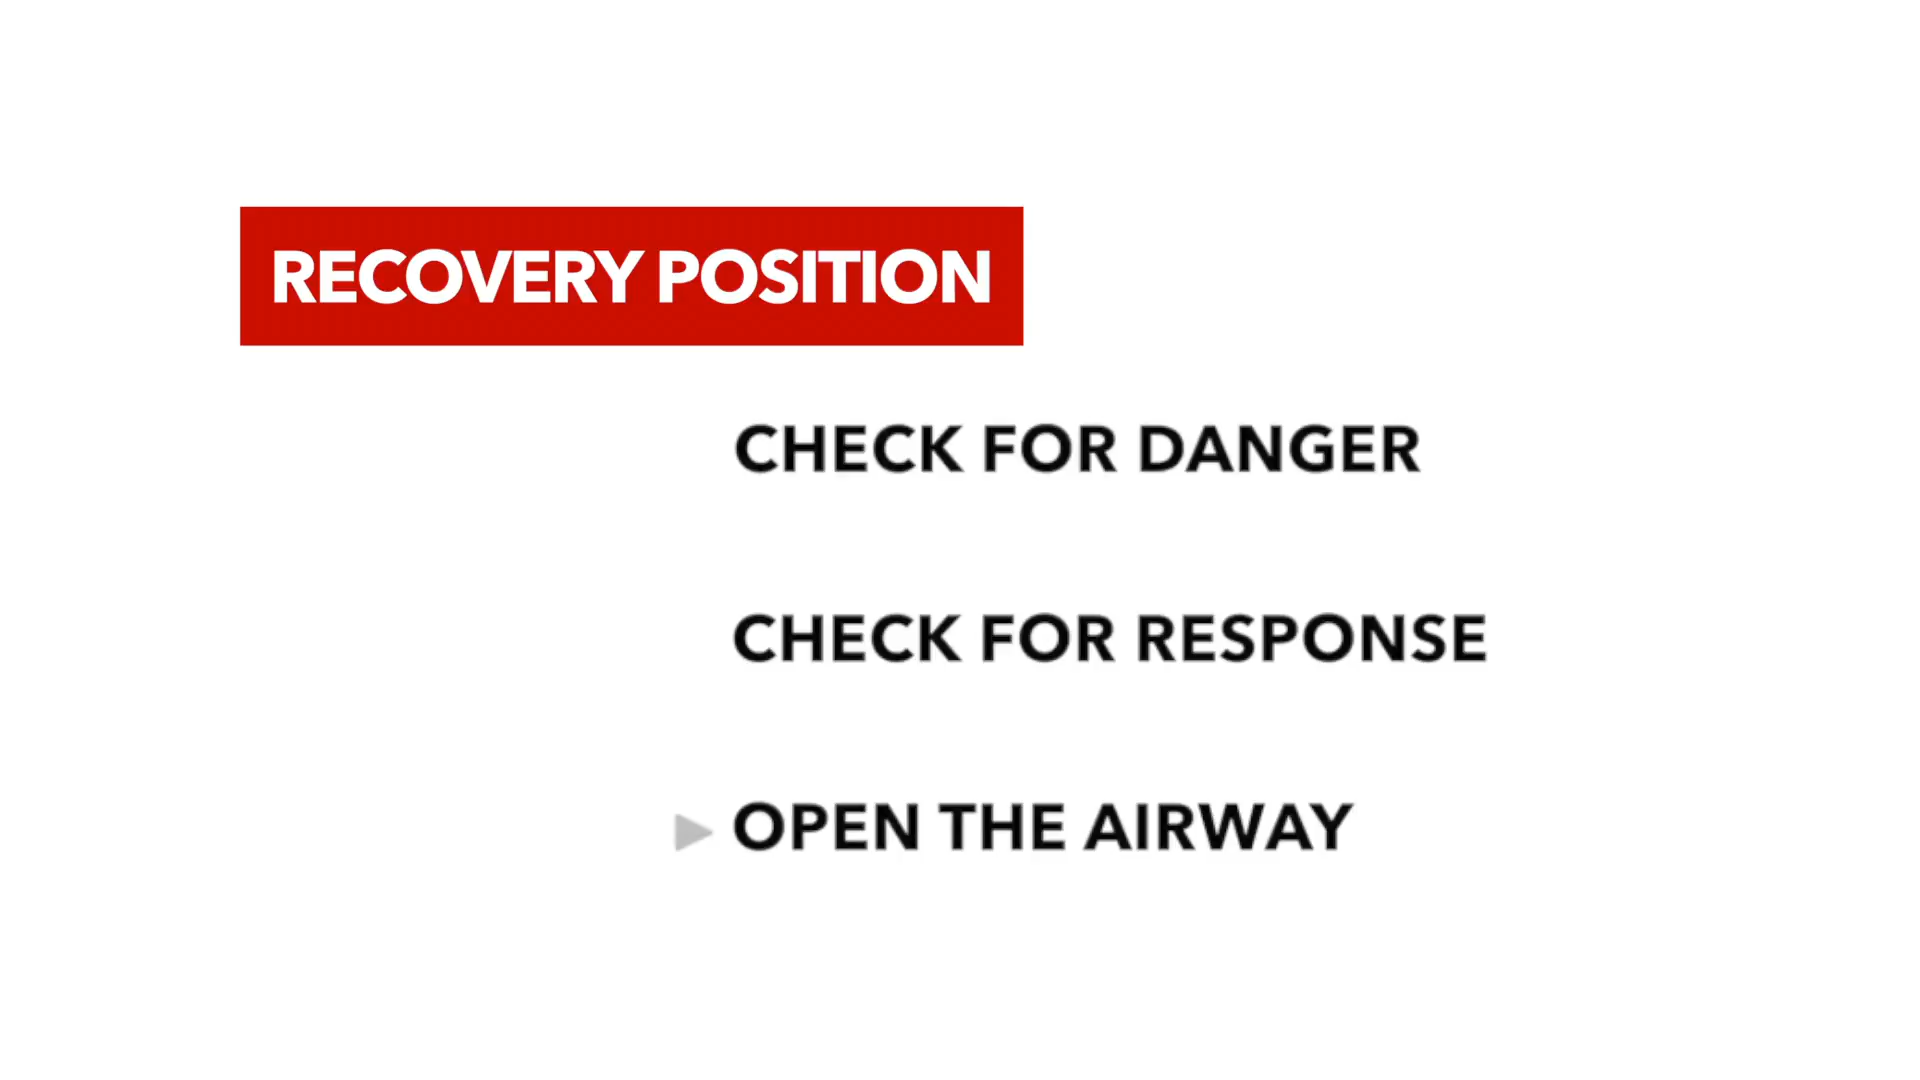 RECOVERY POSITION
CHECK FOR DANGER
CHECK FOR RESPONSE
OPEN THE AIRWAY